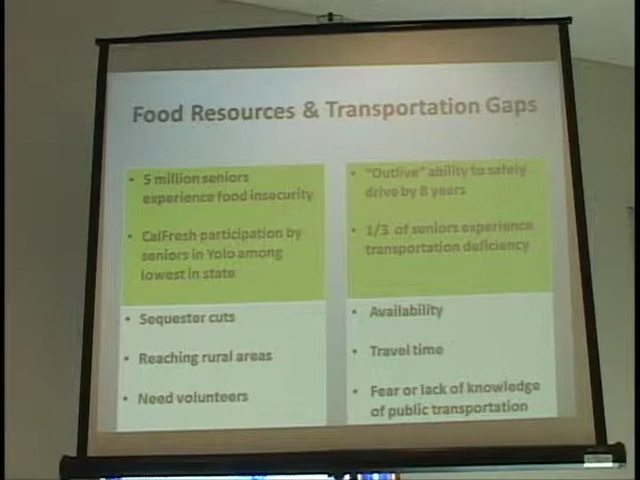 Food Resources & Transportation Gaps
• 5 million seniors
experience food insecurity
• CalFresh participation by
seniors in Yolo among
lowest in state
• Sequester cuts
• Reaching rural areas
• Need volunteers
• "Outlive" ability to safely
drive by 8 years
• 1/3 of seniors experience
transportation deficiency
• Availability
• Travel time
• Fear or lack of knowledge
of public transportation